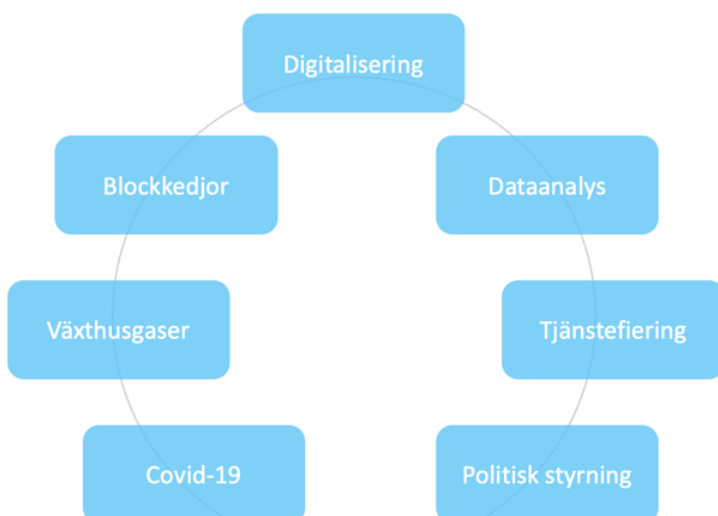 Digitalisering
Blockkedjor
Dataanalys
Växthusgaser
Tjänstefiering
Covid-19
Politisk styrning